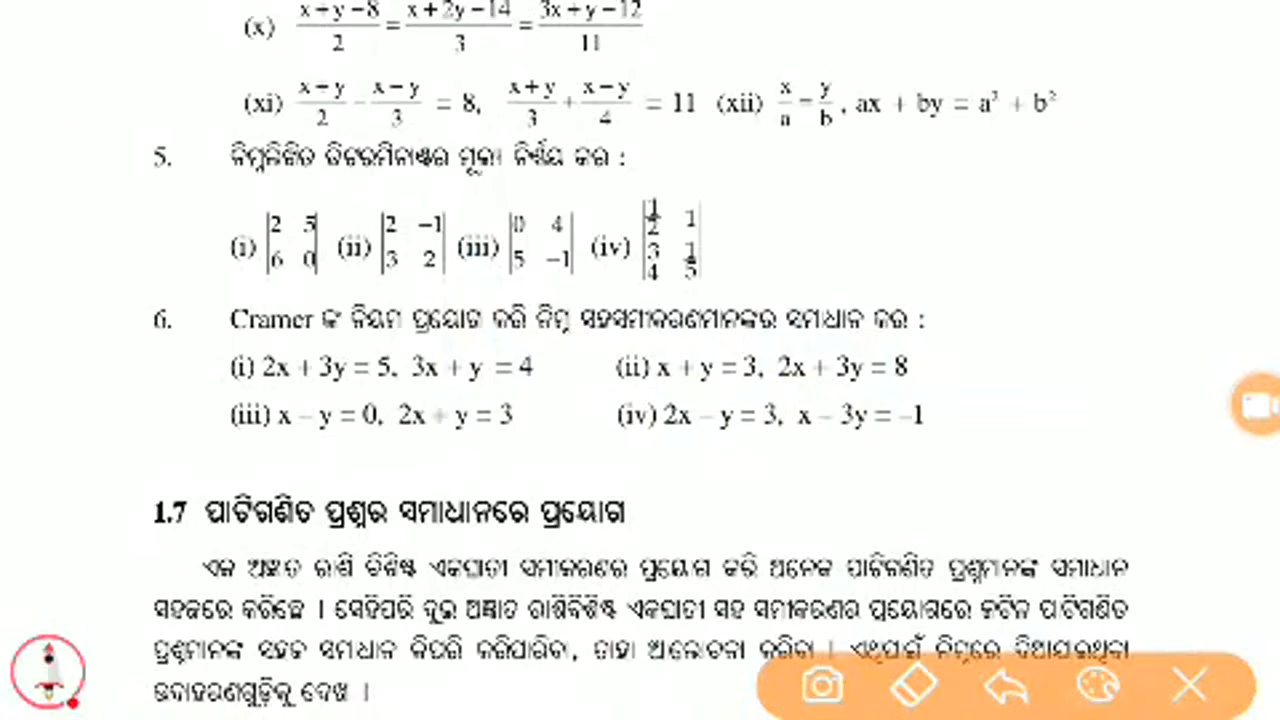 (x) x+y−8/2 = x+2y−14/3 = 3x+y−12/11
(xi) x+y/2 − x−y/3 = 8, x+y/3 + x−y/4 = 11 (xii) x/a = y/b, ax + by = a² + b²
5. ନିମ୍ନଲିଖିତ ଡିଟରମିନାଣ୍ଟର ମୂଲ୍ୟ ନିର୍ଣ୍ଣୟ କର :
(i) |2 5; 6 0| (ii) |2 −1; 3 2| (iii) |0 4; 5 −1| (iv) |1/2 1; 3/4 1/5|
6. Cramer ଙ୍କ ନିୟମ ପ୍ରୟୋଗ କରି ନିମ୍ନ ସହସମୀକରଣମାନଙ୍କର ସମାଧାନ କର :
(i) 2x + 3y = 5, 3x + y = 4 (ii) x + y = 3, 2x + 3y = 8
(iii) x – y = 0, 2x + y = 3 (iv) 2x – y = 3, x – 3y = –1
1.7 ପାଟିଗଣିତ ପ୍ରଶ୍ନର ସମାଧାନରେ ପ୍ରୟୋଗ
ଏକ ଅଜ୍ଞାତ ରାଶି ବିଶିଷ୍ଟ ଏକଘାତୀ ସମୀକରଣର ପ୍ରୟୋଗ କରି ଅନେକ ପାଟିଗଣିତ ପ୍ରଶ୍ନମାନଙ୍କ ସମାଧାନ
ସହଜରେ କରିଛେ । ସେହିପରି ଦୁଇ ଅଜ୍ଞାତ ରାଶିବିଶିଷ୍ଟ ଏକଘାତୀ ସହ ସମୀକରଣର ପ୍ରୟୋଗରେ ଜଟିଳ ପାଟିଗଣିତ
ପ୍ରଶ୍ନମାନଙ୍କ ସହଜ ସମାଧାନ କିପରି କରିପାରିବା, ତାହା ଆଲୋଚନା କରିବା । ଏଥିପାଇଁ ନିମ୍ନରେ ଦିଆଯାଇଥିବା
ଉଦାହରଣଗୁଡ଼ିକୁ ଦେଖ ।